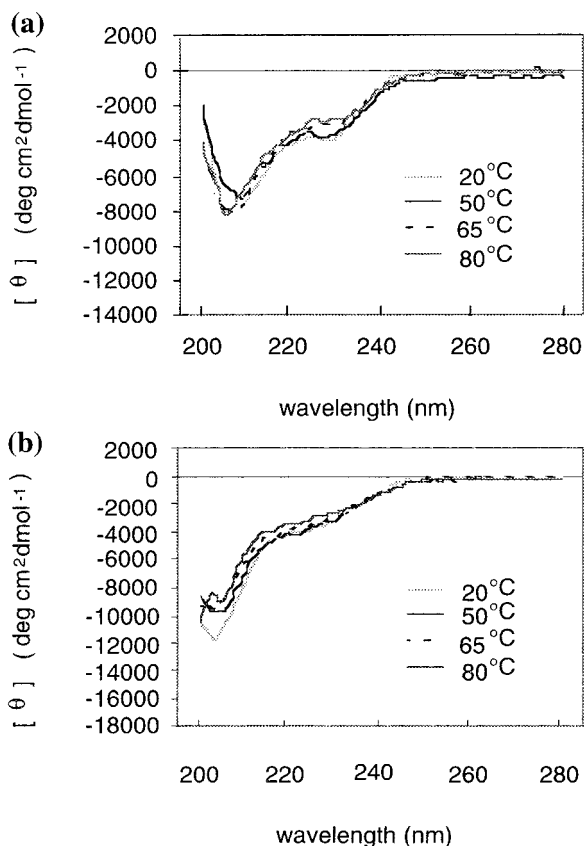 (a)
2000
0
-2000
-4000
-6000
-8000
-10000
-12000
-14000
[ θ ] (deg cm2dmol-1)
20°C
50°C
65°C
80°C
200 220 240 260 280
wavelength (nm)
(b)
2000
0
-2000
-4000
-6000
-8000
-10000
-12000
-14000
-16000
-18000
[ θ ] ( deg cm2dmol-1)
20°C
50°C
65°C
80°C
200 220 240 260 280
wavelength (nm)